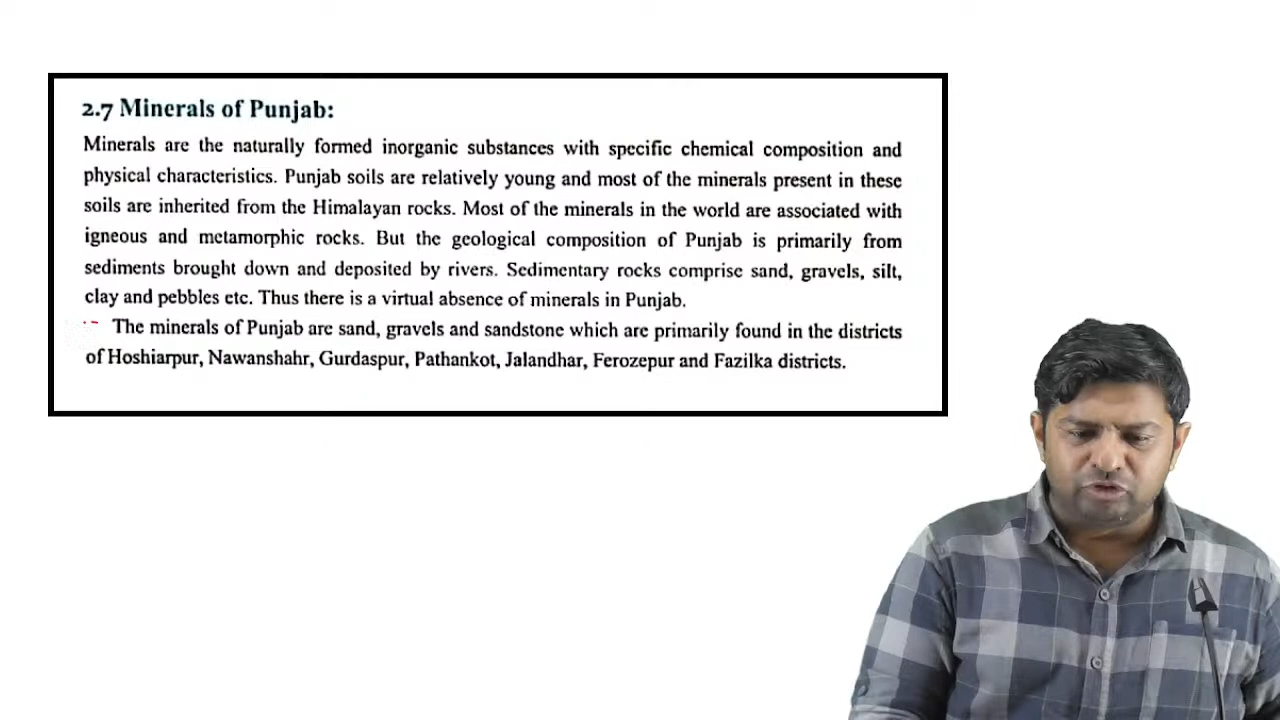 2.7 Minerals of Punjab:
Minerals are the naturally formed inorganic substances with specific chemical composition and
physical characteristics. Punjab soils are relatively young and most of the minerals present in these
soils are inherited from the Himalayan rocks. Most of the minerals in the world are associated with
igneous and metamorphic rocks. But the geological composition of Punjab is primarily from
sediments brought down and deposited by rivers. Sedimentary rocks comprise sand, gravels, silt,
clay and pebbles etc. Thus there is a virtual absence of minerals in Punjab.
The minerals of Punjab are sand, gravels and sandstone which are primarily found in the districts
of Hoshiarpur, Nawanshahr, Gurdaspur, Pathankot, Jalandhar, Ferozepur and Fazilka districts.